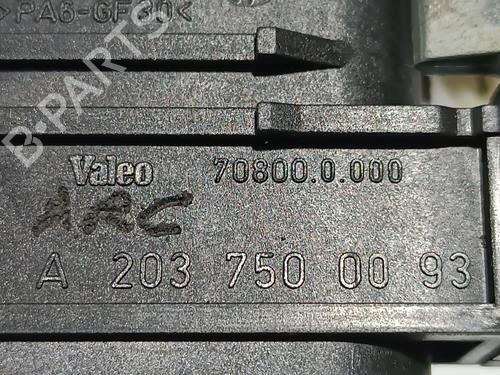 >PA6-GF30<
B-PARTS
Valeo 70800.0.000
ARC
A 203 750 00 93